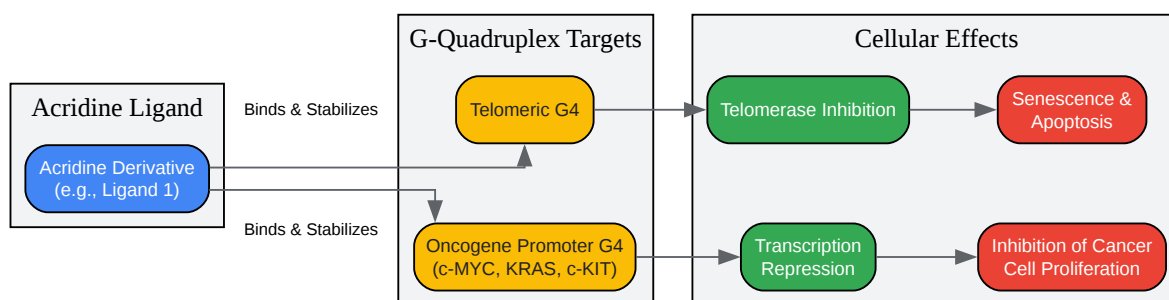 G-Quadruplex Targets
Cellular Effects
Acridine Ligand
Binds & Stabilizes
Telomeric G4
Telomerase Inhibition
Senescence &
Apoptosis
Acridine Derivative
(e.g., Ligand 1)
Binds & Stabilizes
Oncogene Promoter G4
(c-MYC, KRAS, c-KIT)
Transcription
Repression
Inhibition of Cancer
Cell Proliferation